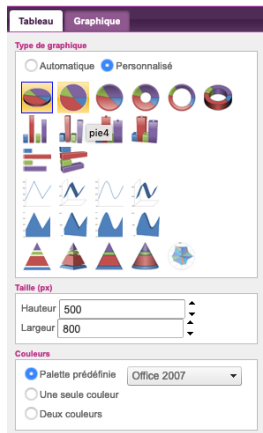 Tableau Graphique
Type de graphique
Automatique Personnalisé
pie4
Taille (px)
Hauteur 500
Largeur 800
Couleurs
Palette prédéfinie Office 2007
Une seule couleur
Deux couleurs